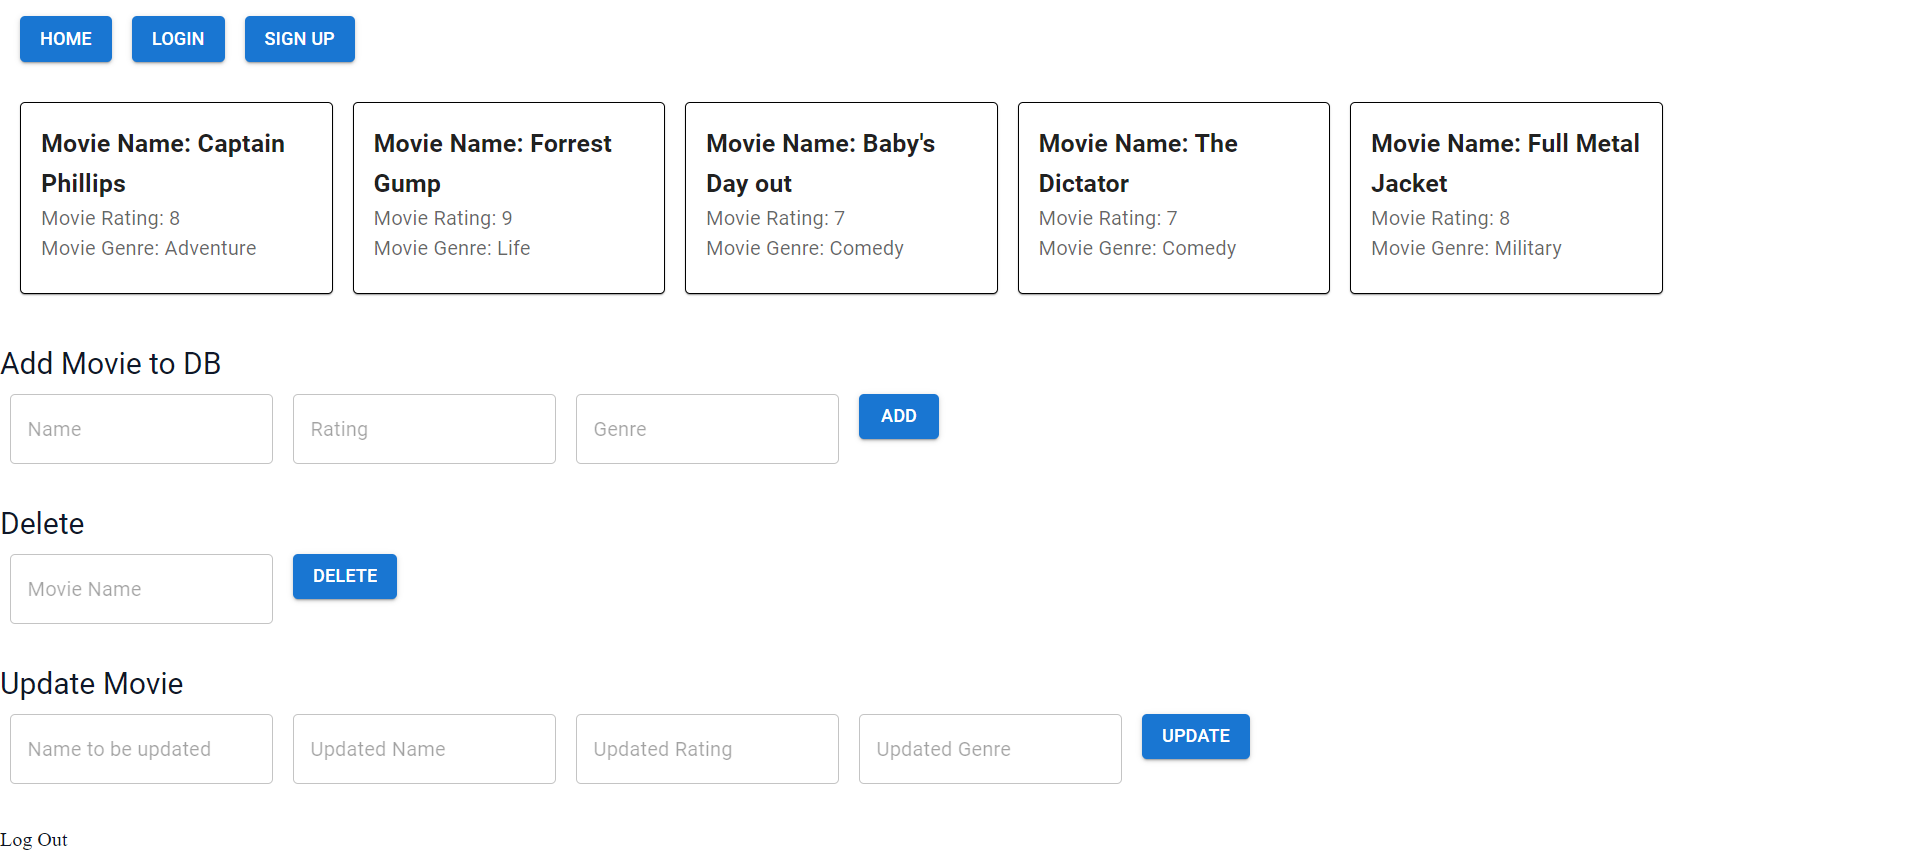 HOME LOGIN SIGN UP
Movie Name: Captain
Phillips
Movie Rating: 8
Movie Genre: Adventure
Movie Name: Forrest
Gump
Movie Rating: 9
Movie Genre: Life
Movie Name: Baby's
Day out
Movie Rating: 7
Movie Genre: Comedy
Movie Name: The
Dictator
Movie Rating: 7
Movie Genre: Comedy
Movie Name: Full Metal
Jacket
Movie Rating: 8
Movie Genre: Military
Add Movie to DB
Name Rating Genre ADD
Delete
Movie Name DELETE
Update Movie
Name to be updated Updated Name Updated Rating Updated Genre UPDATE
Log Out